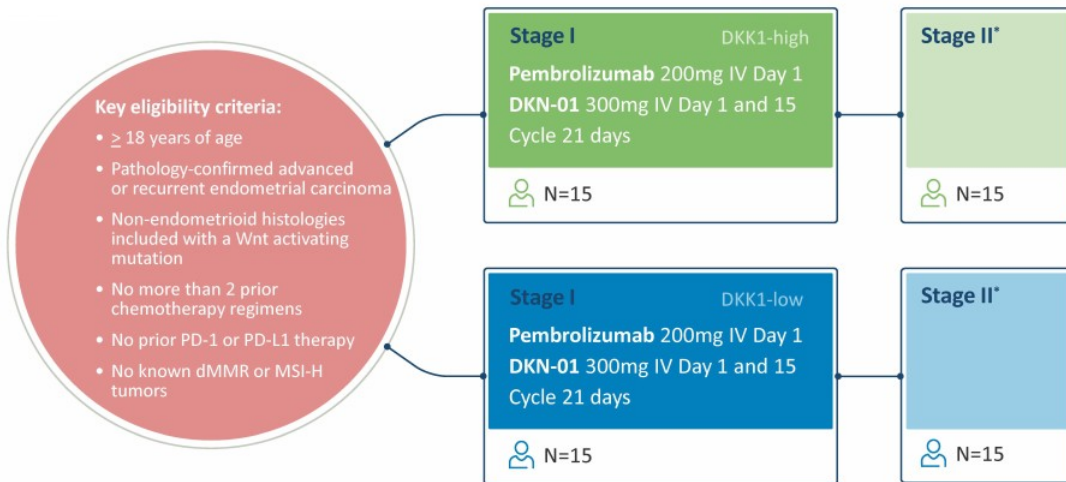 Key eligibility criteria:
• ≥ 18 years of age
• Pathology-confirmed advanced
or recurrent endometrial carcinoma
• Non-endometrioid histologies
included with a Wnt activating
mutation
• No more than 2 prior
chemotherapy regimens
• No prior PD-1 or PD-L1 therapy
• No known dMMR or MSI-H
tumors
Stage I DKK1-high
Pembrolizumab 200mg IV Day 1
DKN-01 300mg IV Day 1 and 15
Cycle 21 days
N=15
Stage II*
N=15
Stage I DKK1-low
Pembrolizumab 200mg IV Day 1
DKN-01 300mg IV Day 1 and 15
Cycle 21 days
N=15
Stage II*
N=15